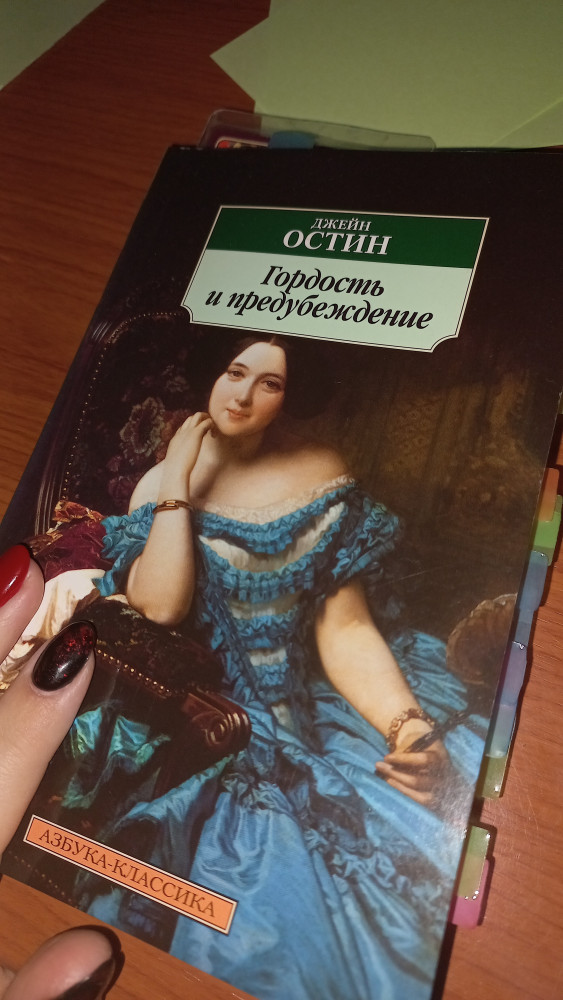 ДЖЕЙН
ОСТИН
Гордость
и предубеждение
АЗБУКА-КЛАССИКА